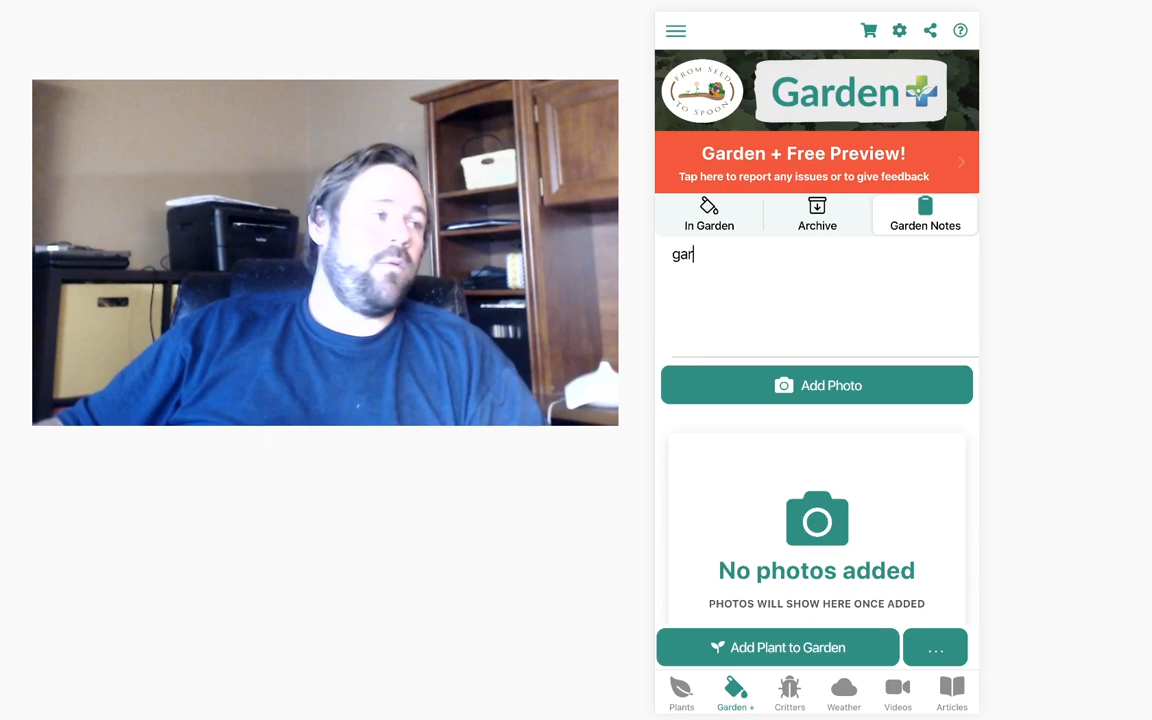 FROM SEED
TO SPOON
Garden
Garden + Free Preview!
Tap here to report any issues or to give feedback
In Garden
Archive
Garden Notes
gar
Add Photo
No photos added
PHOTOS WILL SHOW HERE ONCE ADDED
Add Plant to Garden
...
Plants
Garden +
Critters
Weather
Videos
Articles